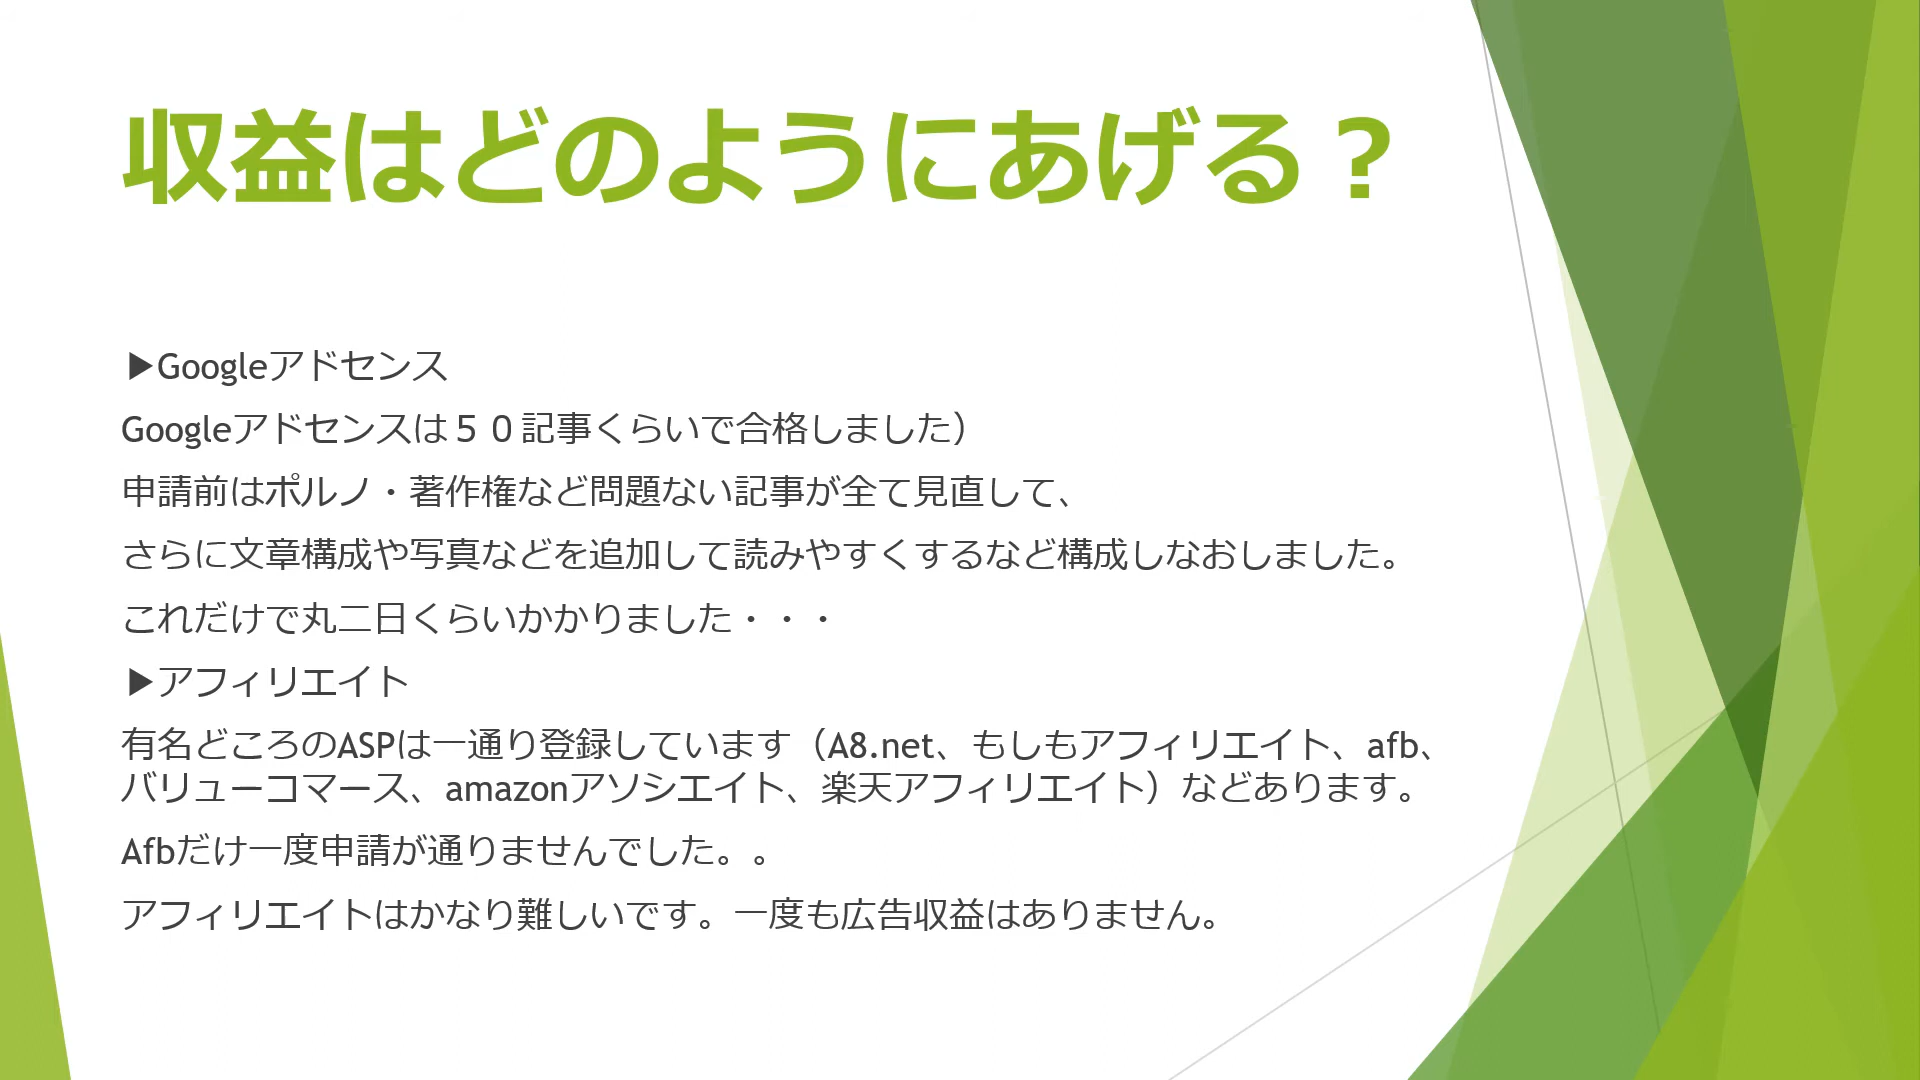 収益はどのようにあげる？
▶Googleアドセンス
Googleアドセンスは５０記事くらいで合格しました）
申請前はポルノ・著作権など問題ない記事が全て見直して、
さらに文章構成や写真などを追加して読みやすくするなど構成しなおしました。
これだけで丸二日くらいかかりました・・・
▶アフィリエイト
有名どころのASPは一通り登録しています（A8.net、もしもアフィリエイト、afb、
バリューコマース、amazonアソシエイト、楽天アフィリエイト）などあります。
Afbだけ一度申請が通りませんでした。。
アフィリエイトはかなり難しいです。一度も広告収益はありません。